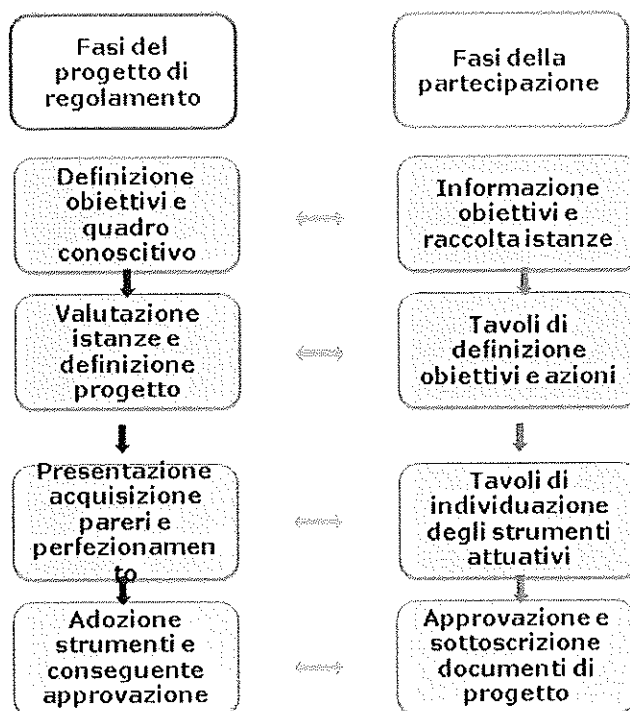 Fasi del
progetto di
regolamento
Fasi della
partecipazione
Definizione
obiettivi e
quadro
conoscitivo
Informazione
obiettivi e
raccolta istanze
Valutazione
istanze e
definizione
progetto
Tavoli di
definizione
obiettivi e azioni
Presentazione
acquisizione
pareri e
perfezionamen
to
Tavoli di
individuazione
degli strumenti
attuativi
Adozione
strumenti e
conseguente
approvazione
Approvazione e
sottoscrizione
documenti di
progetto